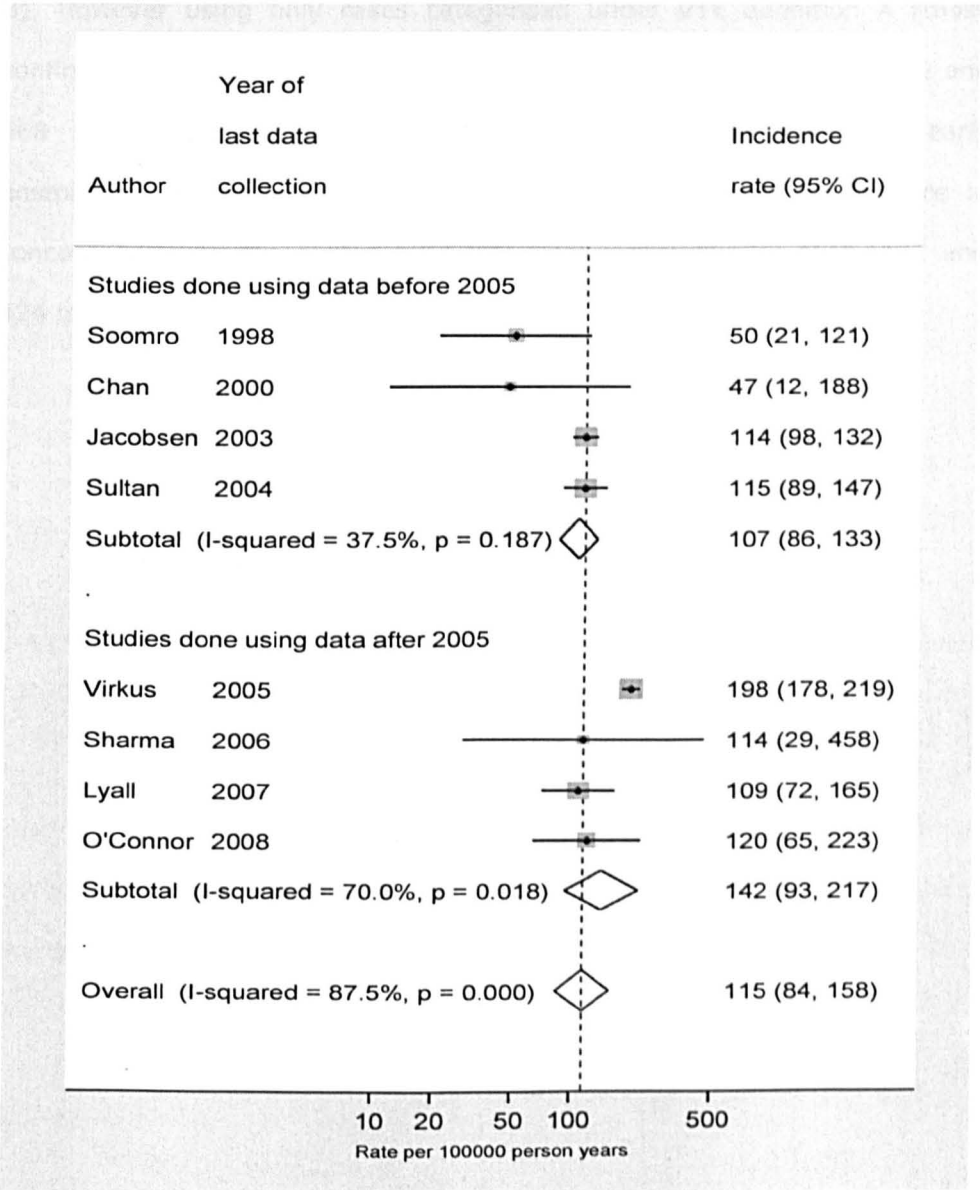 Year of
last data Incidence
Author collection rate (95% CI)
Studies done using data before 2005
Soomro 1998 50 (21, 121)
Chan 2000 47 (12, 188)
Jacobsen 2003 114 (98, 132)
Sultan 2004 115 (89, 147)
Subtotal (I-squared = 37.5%, p = 0.187) 107 (86, 133)
.
Studies done using data after 2005
Virkus 2005 198 (178, 219)
Sharma 2006 114 (29, 458)
Lyall 2007 109 (72, 165)
O'Connor 2008 120 (65, 223)
Subtotal (I-squared = 70.0%, p = 0.018) 142 (93, 217)
.
Overall (I-squared = 87.5%, p = 0.000) 115 (84, 158)
10 20 50 100 500
Rate per 100000 person years